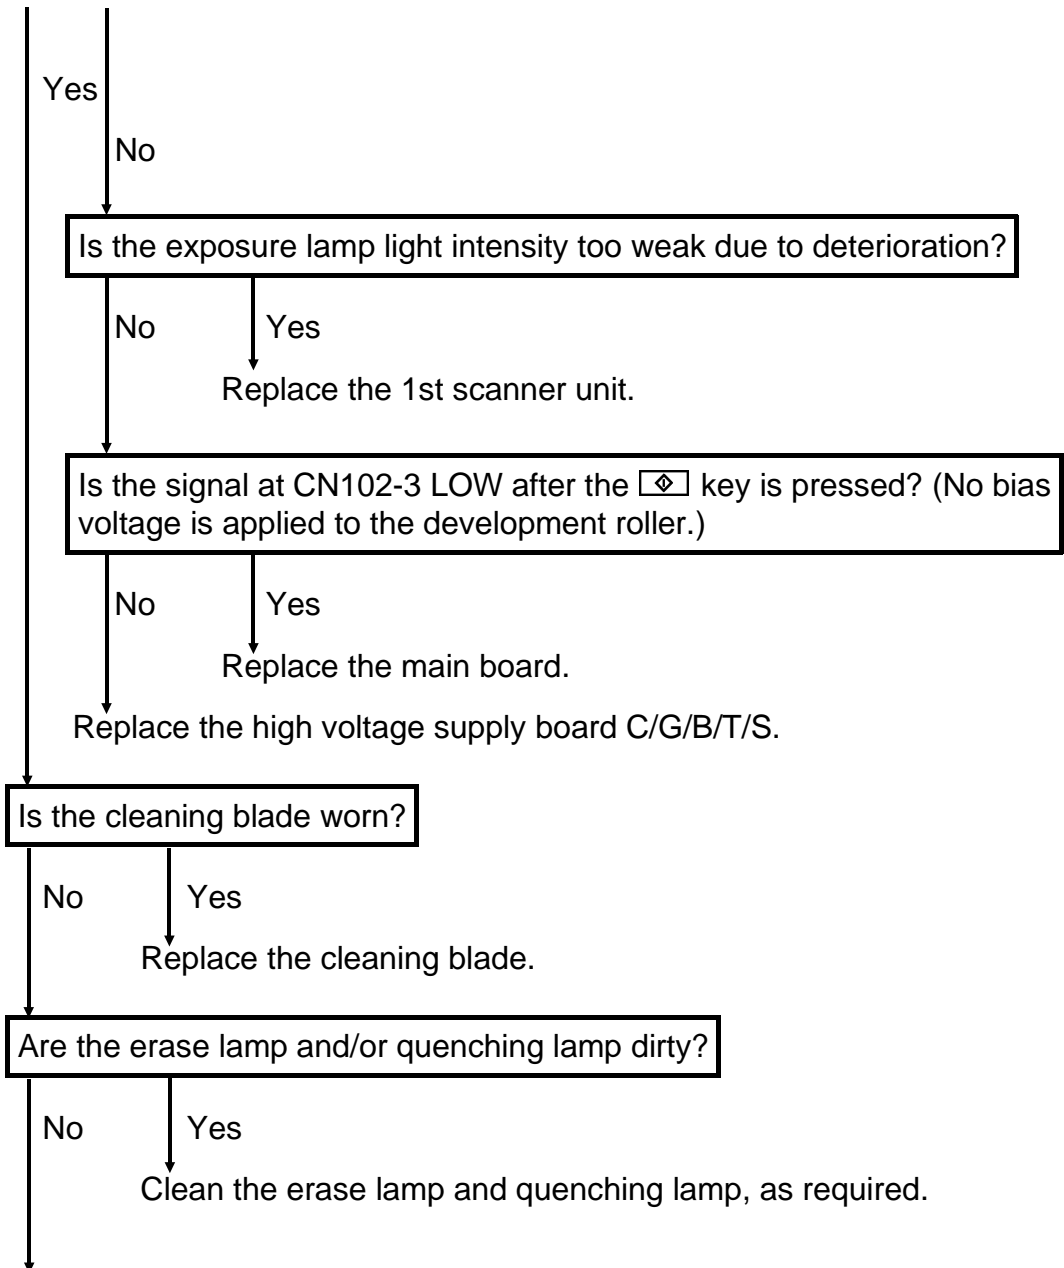 Yes
No
Is the exposure lamp light intensity too weak due to deterioration?
No Yes
Replace the 1st scanner unit.
Is the signal at CN102-3 LOW after the key is pressed? (No bias
voltage is applied to the development roller.)
No Yes
Replace the main board.
Replace the high voltage supply board C/G/B/T/S.
Is the cleaning blade worn?
No Yes
Replace the cleaning blade.
Are the erase lamp and/or quenching lamp dirty?
No Yes
Clean the erase lamp and quenching lamp, as required.